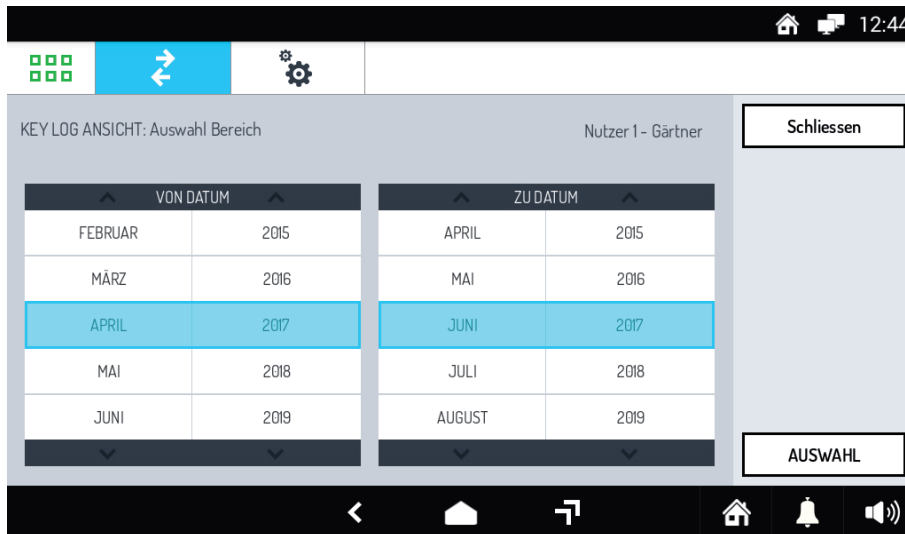 12:44
KEY LOG ANSICHT: Auswahl Bereich
Nutzer 1 - Gärtner
Schliessen
VON DATUM
ZU DATUM
FEBRUAR 2015
APRIL 2015
MÄRZ 2016
MAI 2016
APRIL 2017
JUNI 2017
MAI 2018
JULI 2018
JUNI 2019
AUGUST 2019
AUSWAHL